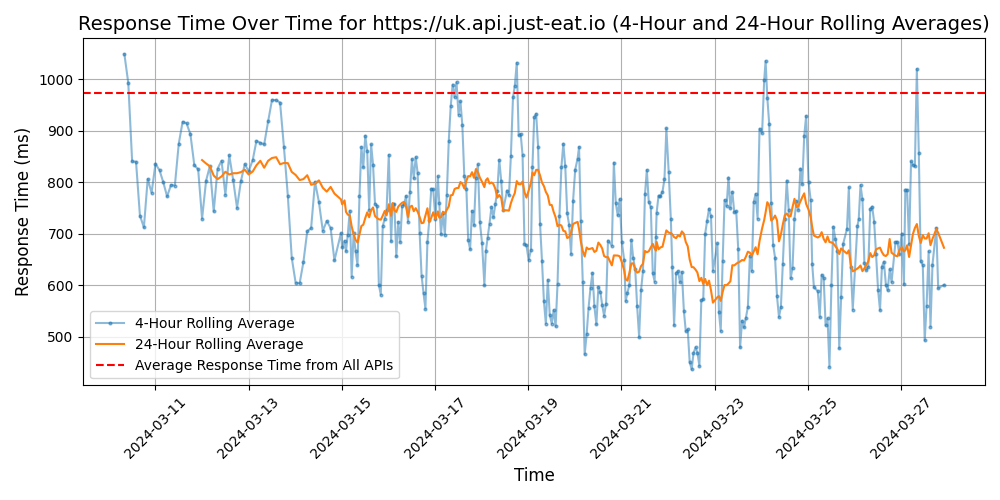 Response Time Over Time for https://uk.api.just-eat.io (4-Hour and 24-Hour Rolling Averages)
Response Time (ms)
1000
900
800
700
600
500
4-Hour Rolling Average
24-Hour Rolling Average
Average Response Time from All APIs
2024-03-11
2024-03-13
2024-03-15
2024-03-17
2024-03-19
2024-03-21
2024-03-23
2024-03-25
2024-03-27
Time